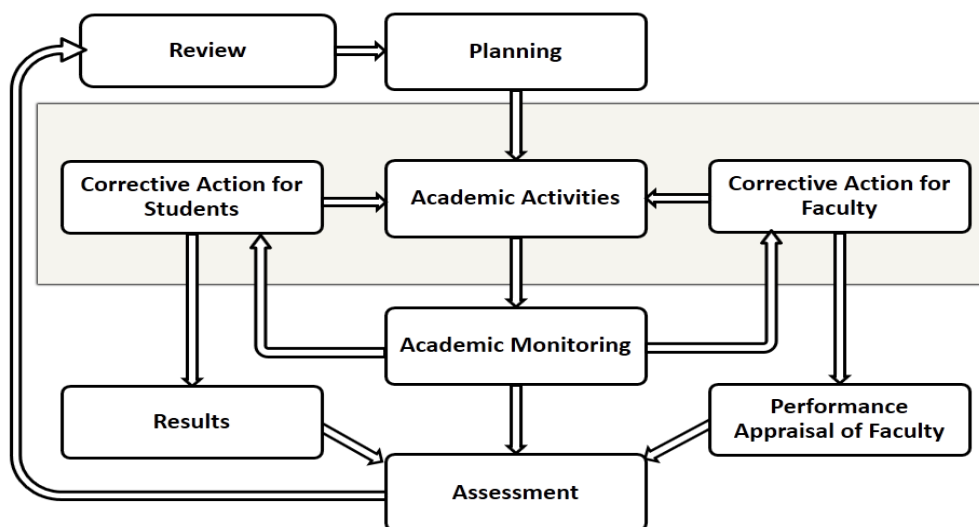 Review
Planning
Corrective Action for
Students
Academic Activities
Corrective Action for
Faculty
Academic Monitoring
Results
Performance
Appraisal of Faculty
Assessment